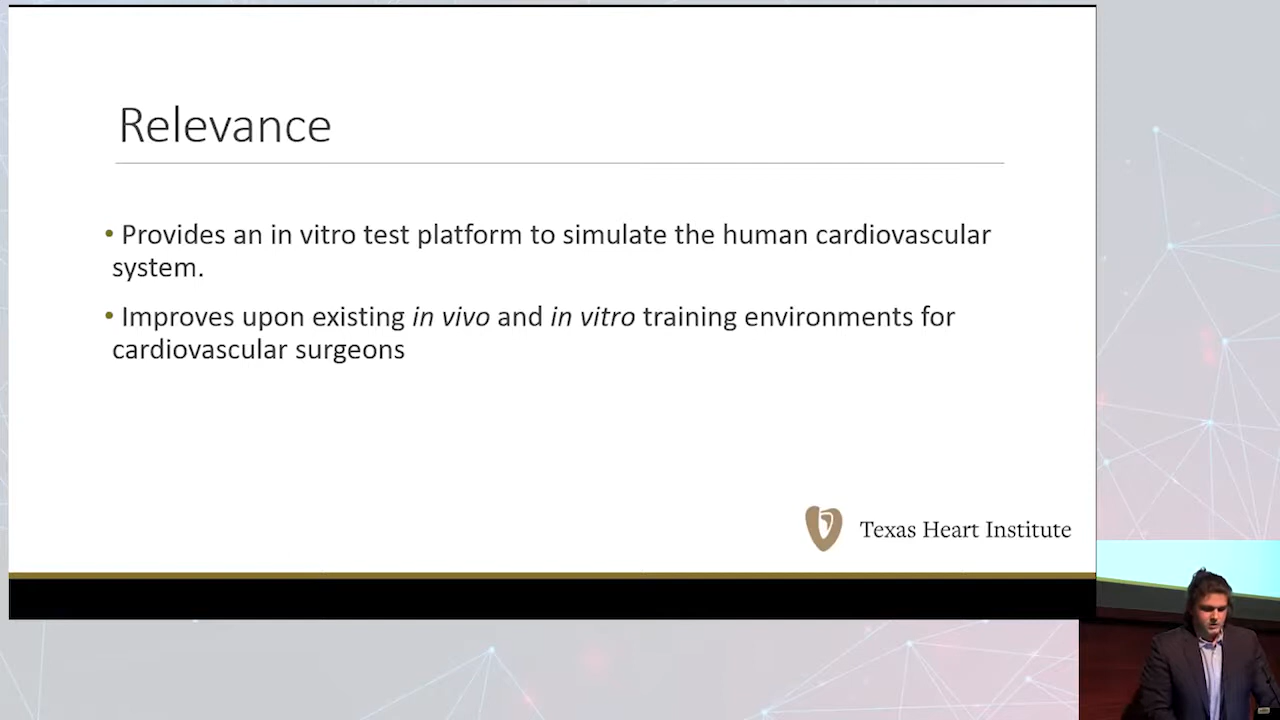 Relevance
• Provides an in vitro test platform to simulate the human cardiovascular
system.
• Improves upon existing in vivo and in vitro training environments for
cardiovascular surgeons
Texas Heart Institute